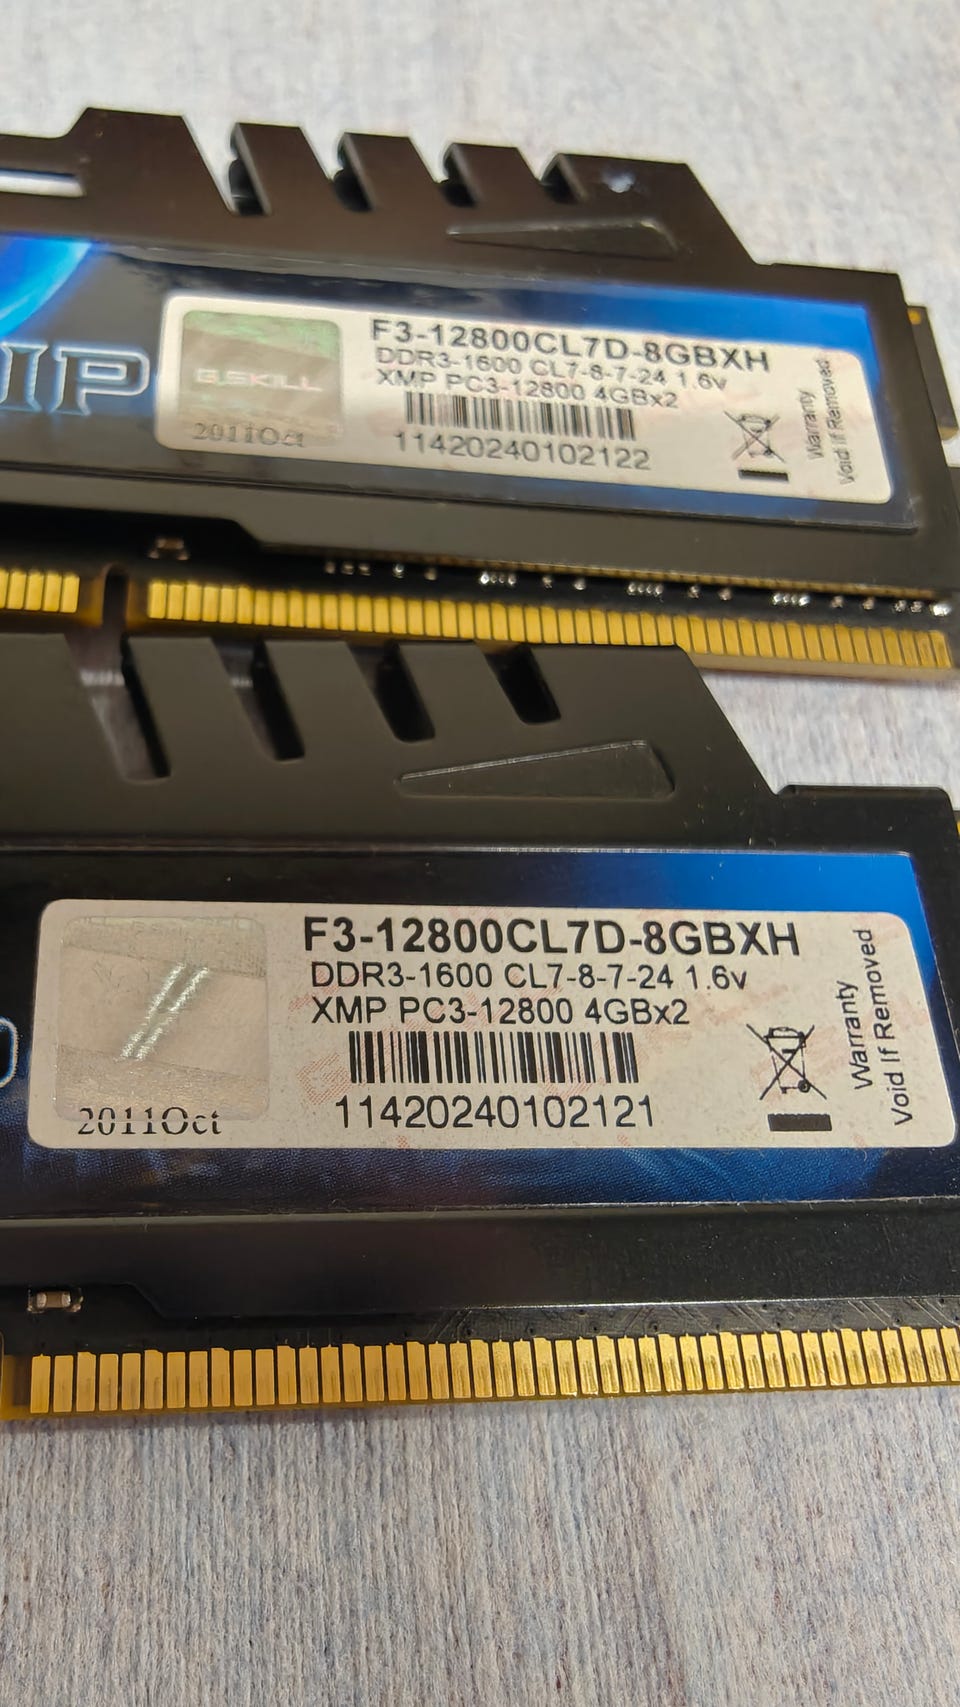 IP
G.SKILL
2011Oct
F3-12800CL7D-8GBXH
DDR3-1600 CL7-8-7-24 1.6v
XMP PC3-12800 4GBx2
11420240102122
Warranty
Void If Removed
2011Oct
F3-12800CL7D-8GBXH
DDR3-1600 CL7-8-7-24 1.6v
XMP PC3-12800 4GBx2
11420240102121
Warranty
Void If Removed